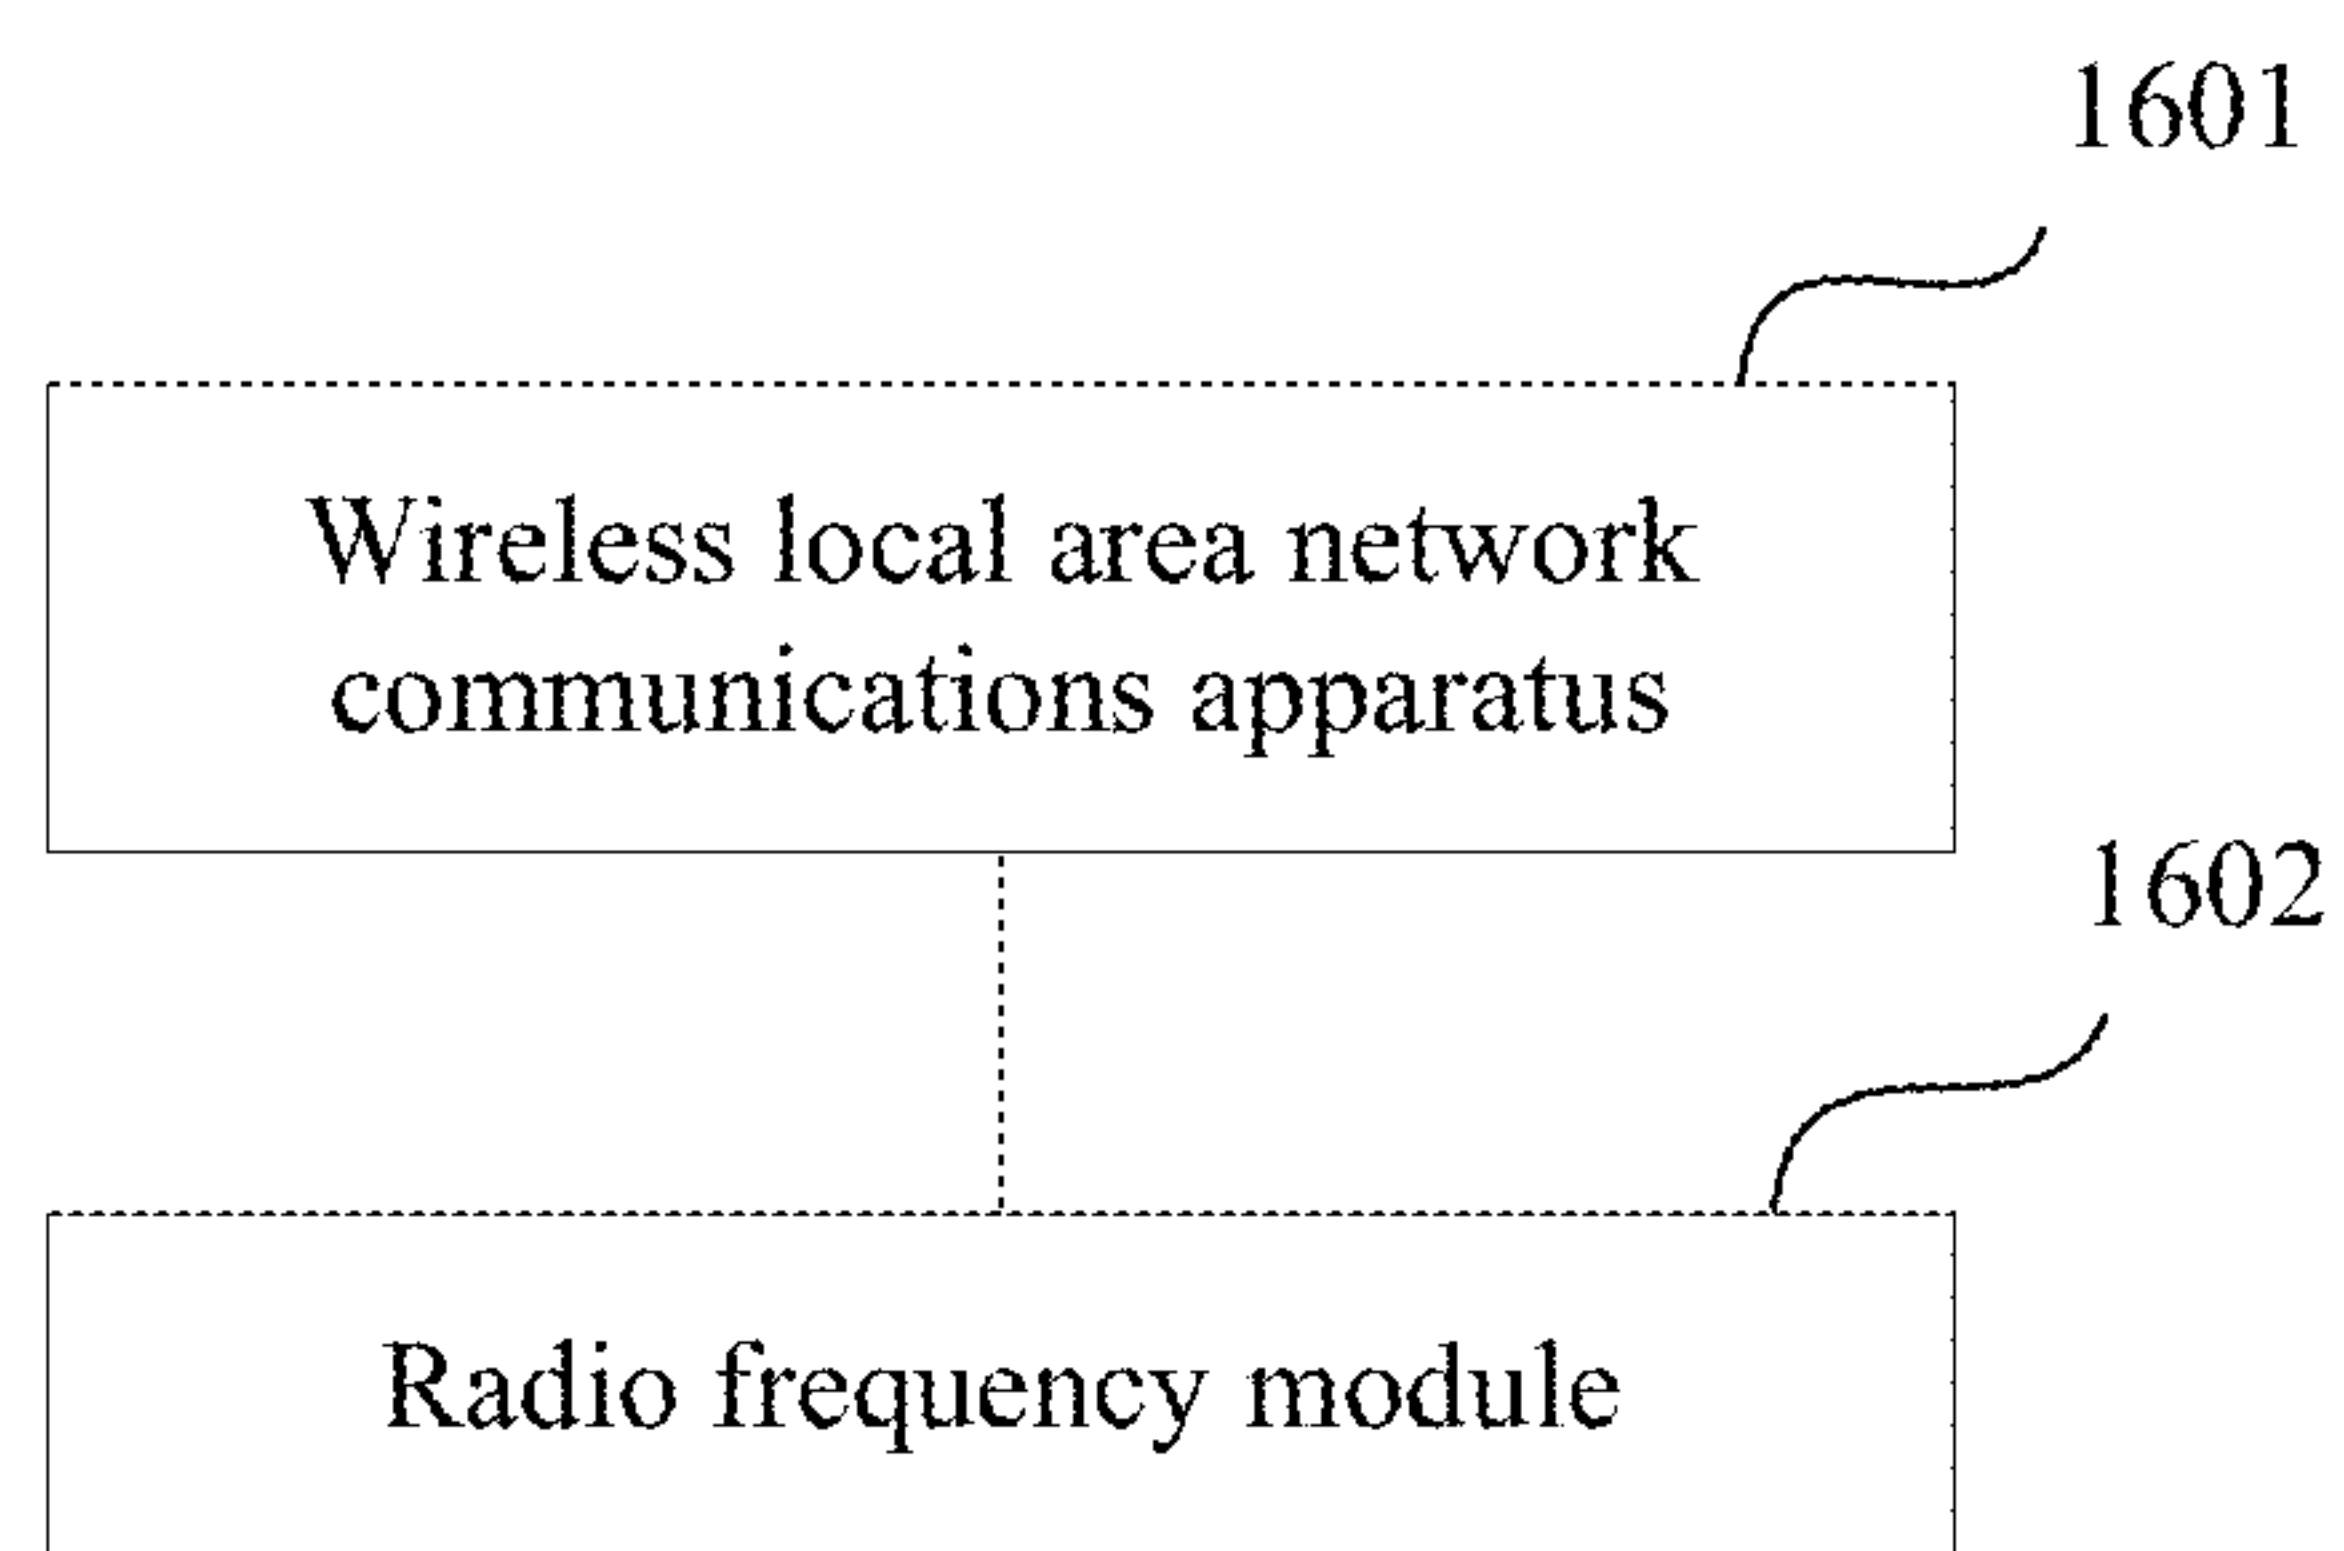 1601
Wireless local area network
communications apparatus
1602
Radio frequency module